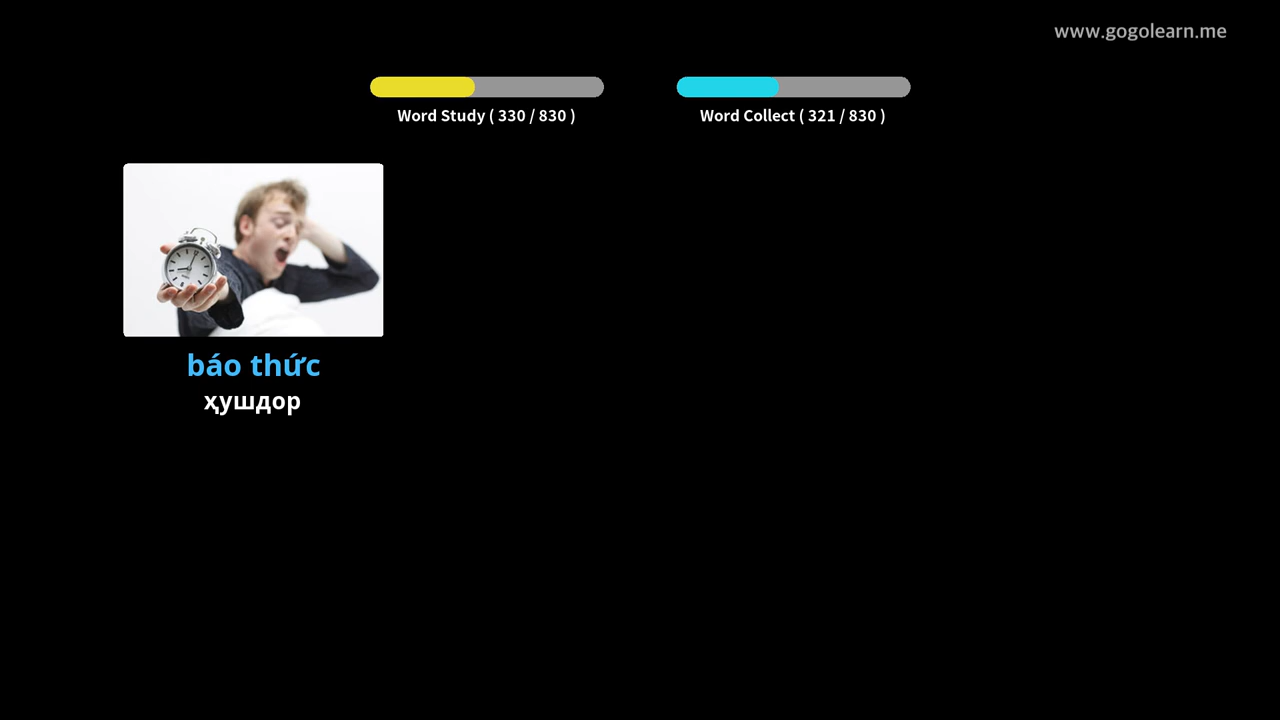 www.gogolearn.me
Word Study ( 330 / 830 )
Word Collect ( 321 / 830 )
báo thức
ҳушдор